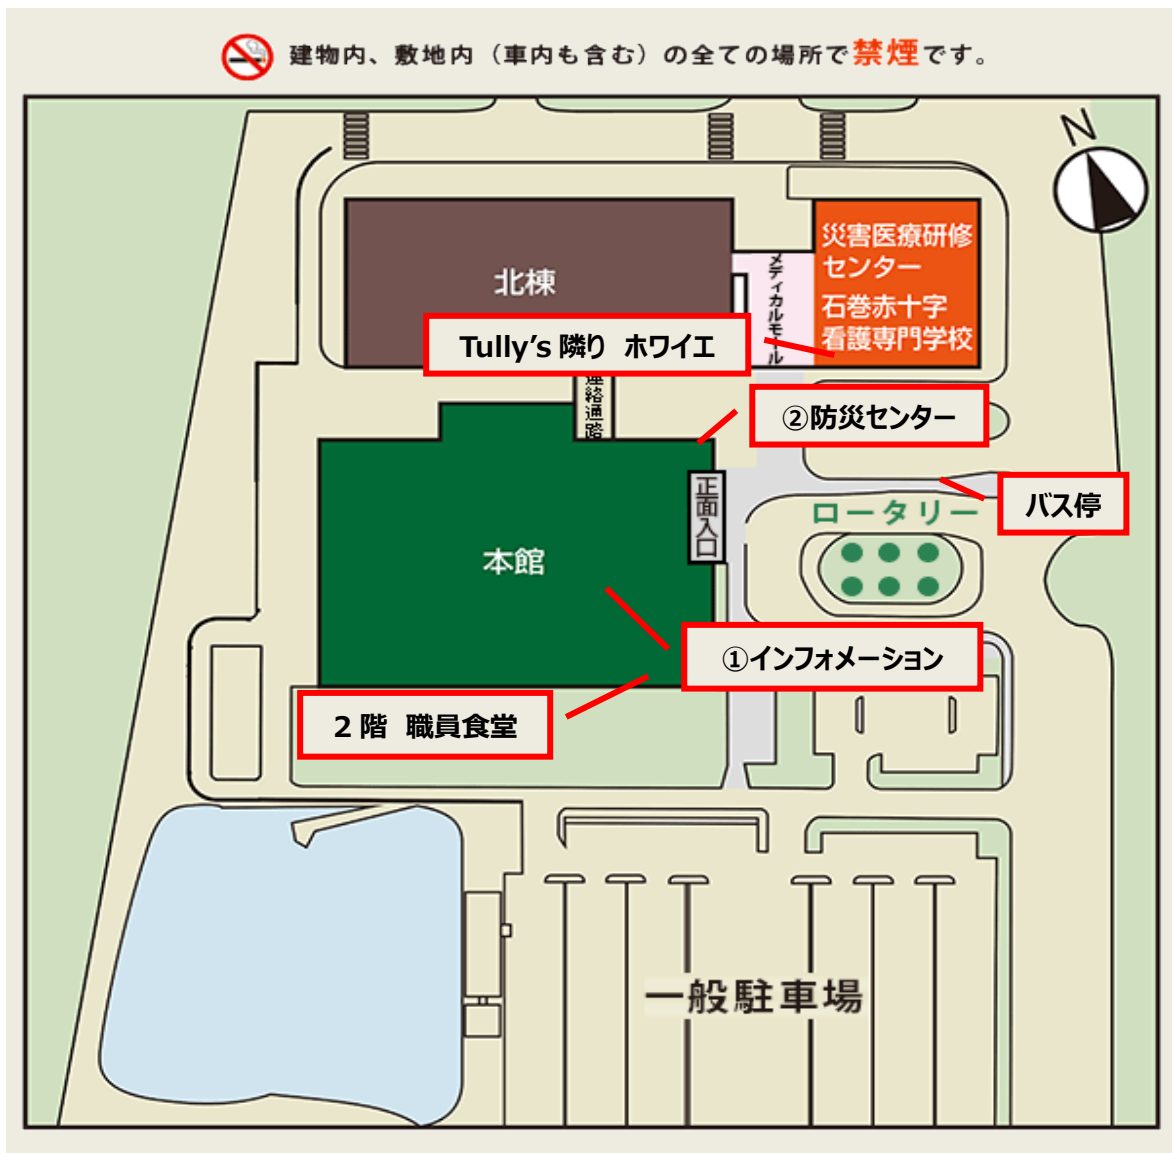 建物内、敷地内（車内も含む）の全ての場所で禁煙です。
N
北棟
メディカルモール
災害医療研修
センター
石巻赤十字
看護専門学校
Tully’s 隣り ホワイエ
連絡通路
②防災センター
正面入口
バス停
ロータリー
本館
①インフォメーション
2 階 職員食堂
一般駐車場